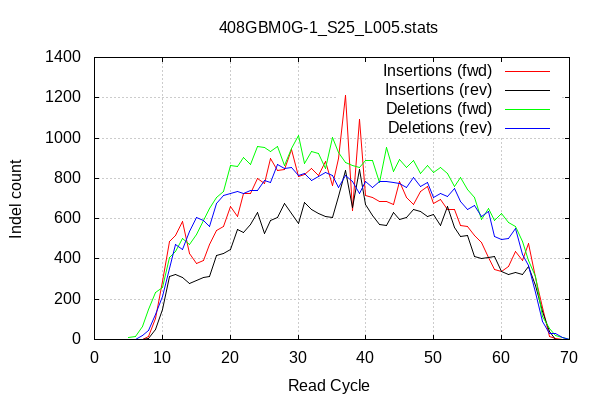 408GBM0G-1_S25_L005.stats
1400
1200
1000
800
600
400
200
0
Insertions (fwd)
Insertions (rev)
Deletions (fwd)
Deletions (rev)
Indel count
0 10 20 30 40 50 60 70
Read Cycle